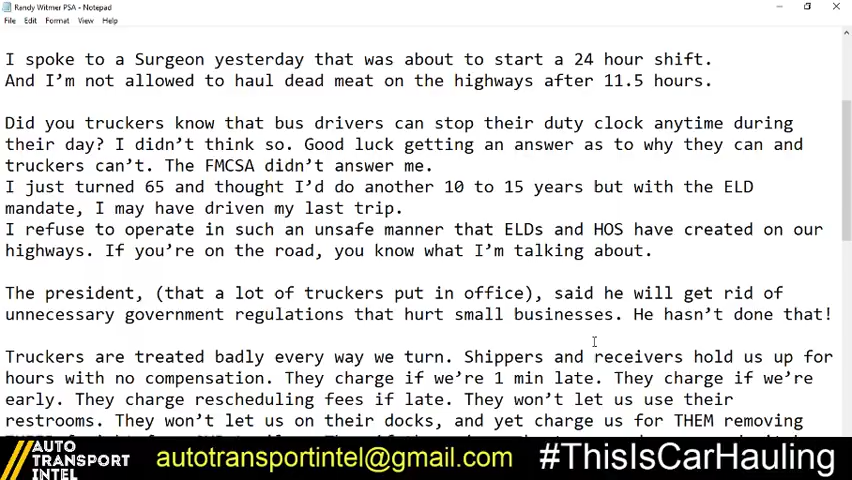 Randy Witmer PSA - Notepad
File Edit Format View Help
I spoke to a Surgeon yesterday that was about to start a 24 hour shift.
And I'm not allowed to haul dead meat on the highways after 11.5 hours.
Did you truckers know that bus drivers can stop their duty clock anytime during
their day? I didn't think so. Good luck getting an answer as to why they can and
truckers can't. The FMCSA didn't answer me.
I just turned 65 and thought I'd do another 10 to 15 years but with the ELD
mandate, I may have driven my last trip.
I refuse to operate in such an unsafe manner that ELDs and HOS have created on our
highways. If you're on the road, you know what I'm talking about.
The president, (that a lot of truckers put in office), said he will get rid of
unnecessary government regulations that hurt small businesses. He hasn't done that!
Truckers are treated badly every way we turn. Shippers and receivers hold us up for
hours with no compensation. They charge if we're 1 min late. They charge if we're
early. They charge rescheduling fees if late. They won't let us use their
restrooms. They won't let us on their docks, and yet charge us for THEM removing
AUTO
TRANSPORT
INTEL
autotransportintel@gmail.com #ThisIsCarHauling